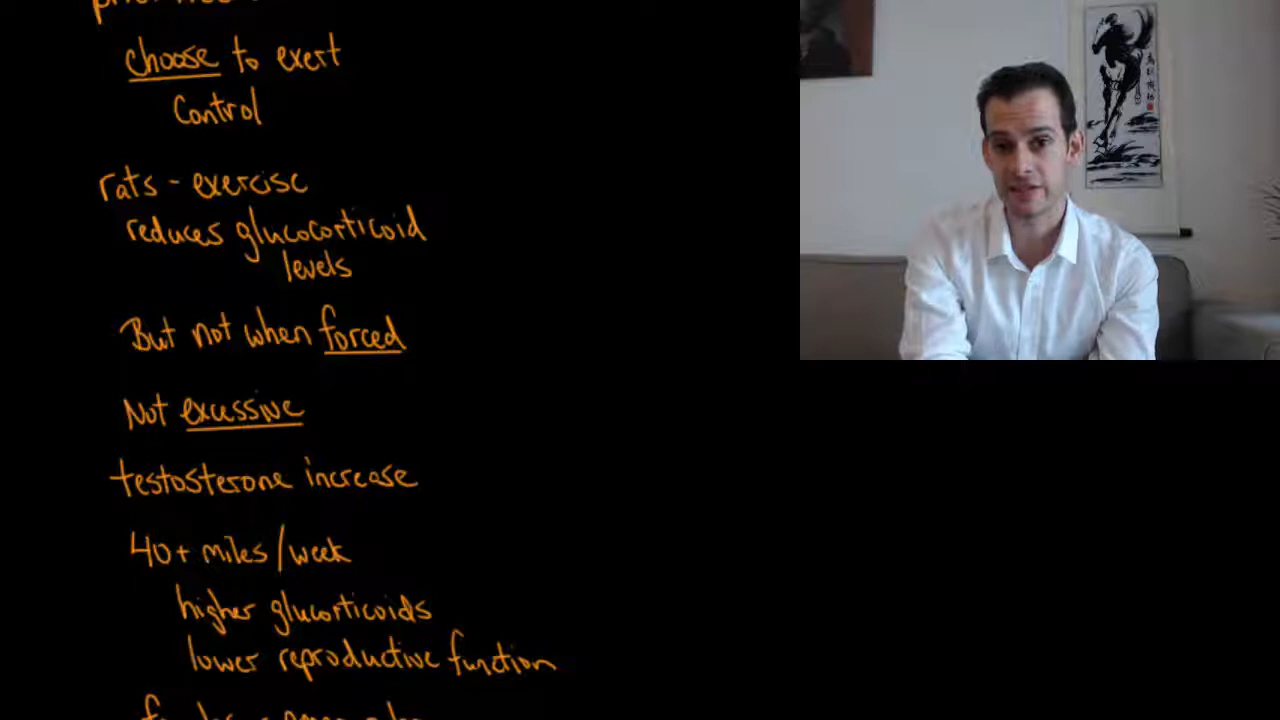 choose to exert
Control
rats - exercise
reduces glucocorticoid
levels
But not when forced
Not excessive
testosterone increase
40+ miles/week
higher glucorticoids
lower reproductive function